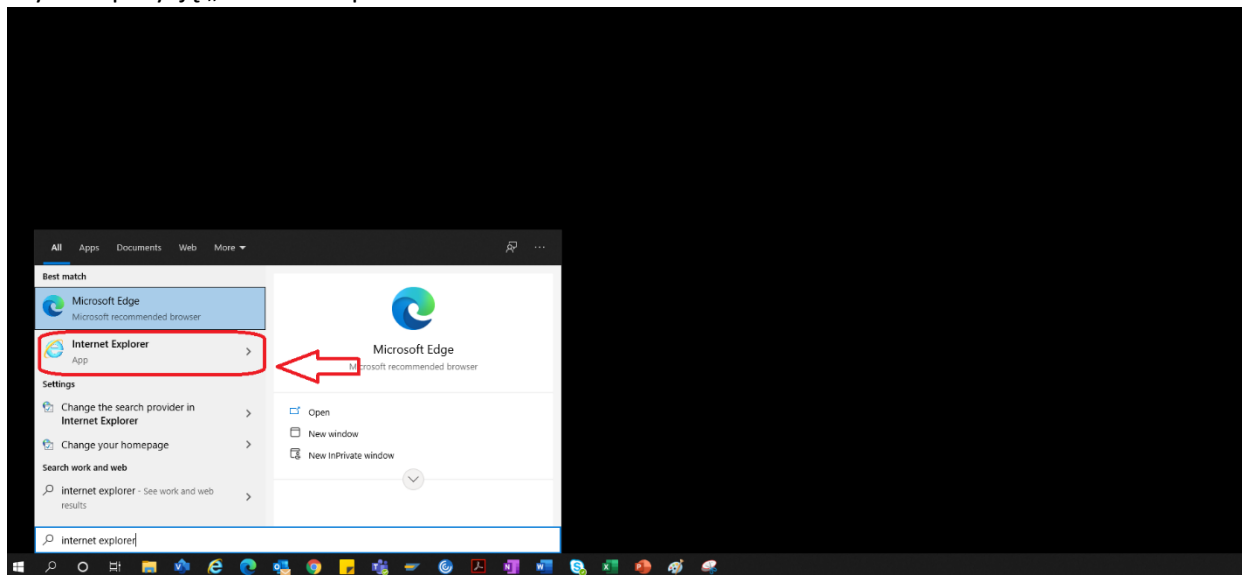 All Apps Documents Web More
Best match
Microsoft Edge
Microsoft recommended browser
Internet Explorer
App
Settings
Change the search provider in
Internet Explorer
Change your homepage
Search work and web
internet explorer - See work and web
results
internet explorer
Microsoft Edge
Microsoft recommended browser
Open
New window
New InPrivate window